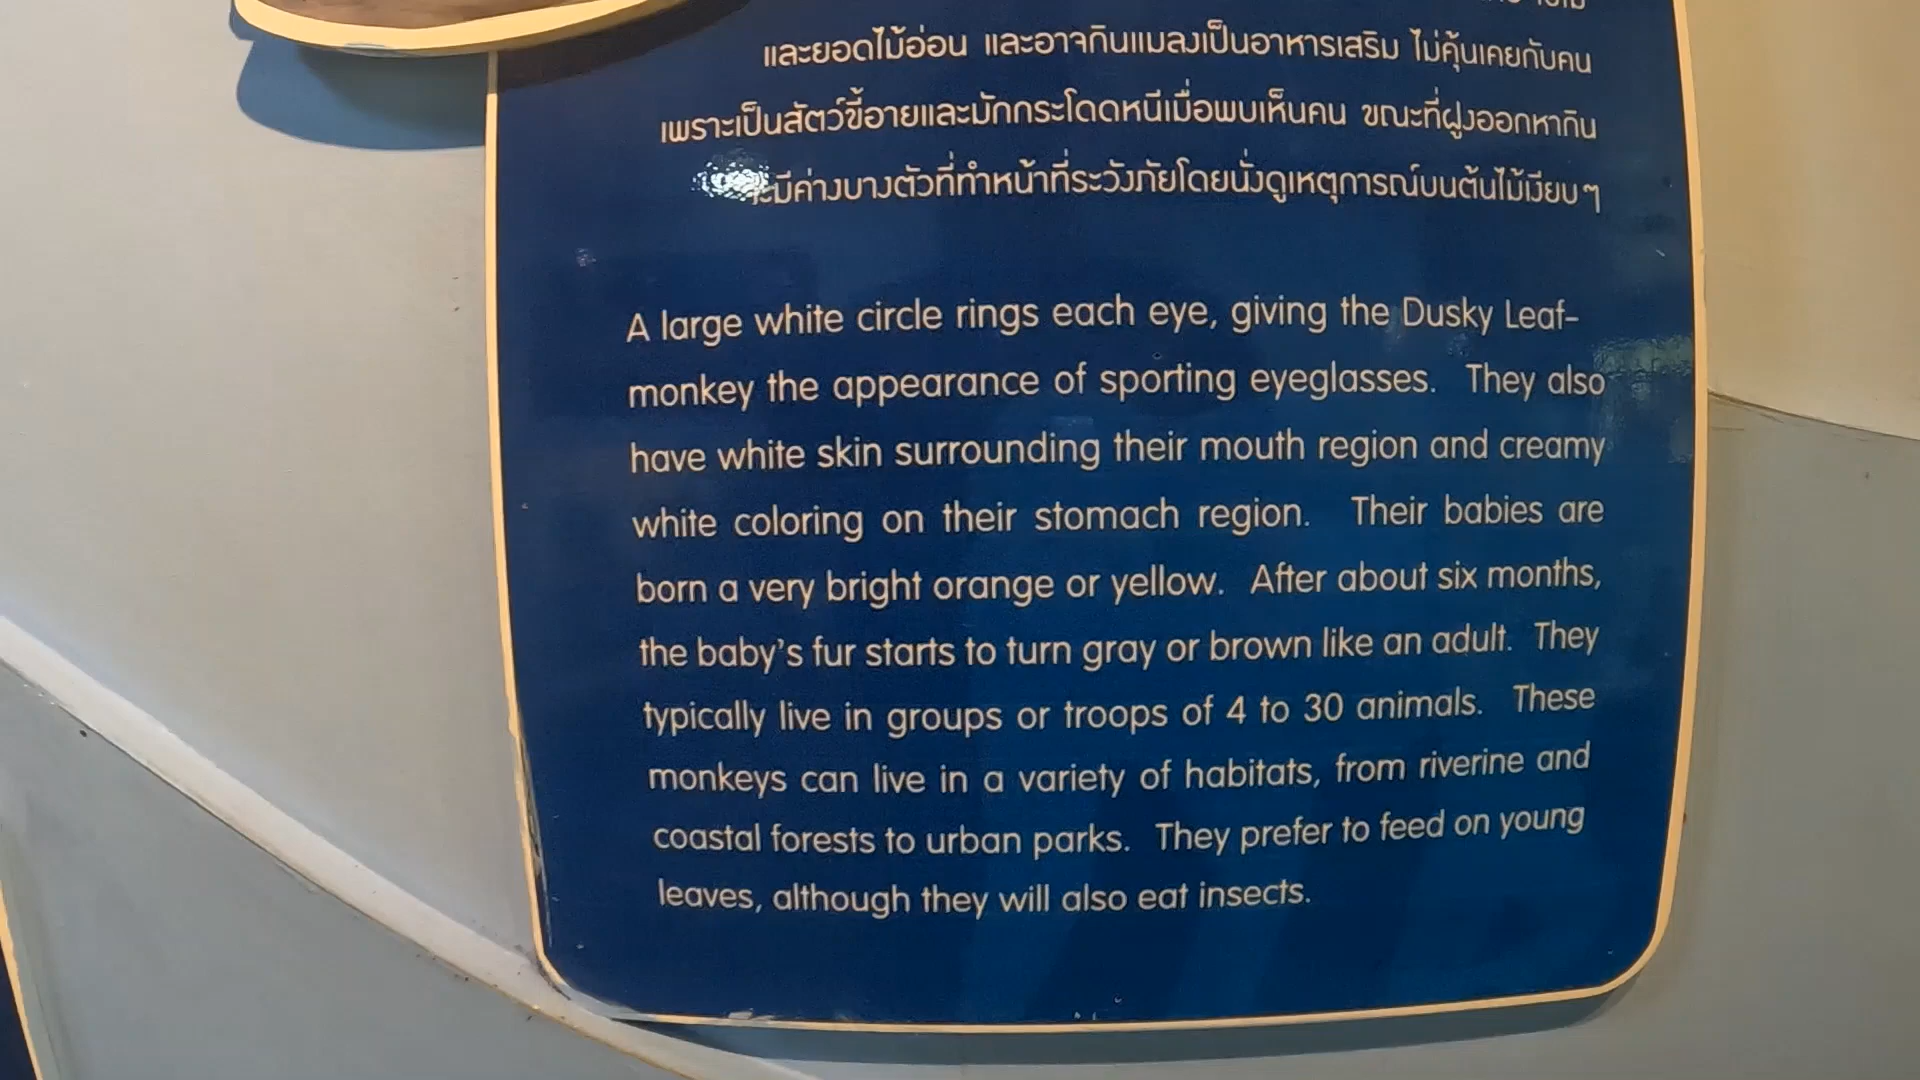 และยอดไม้อ่อน และอาจกินแมลงเป็นอาหารเสริม ไม่คุ้นเคยกับคน
เพราะเป็นสัตว์ขี้อายและมักกระโดดหนีเมื่อพบเห็นคน ขณะที่ฝูงออกหากิน
มีค่างบางตัวที่ทำหน้าที่ระวังภัยโดยนั่งดูเหตุการณ์บนต้นไม้เงียบๆ
A large white circle rings each eye, giving the Dusky Leaf-
monkey the appearance of sporting eyeglasses. They also
have white skin surrounding their mouth region and creamy
white coloring on their stomach region. Their babies are
born a very bright orange or yellow. After about six months,
the baby's fur starts to turn gray or brown like an adult. They
typically live in groups or troops of 4 to 30 animals. These
monkeys can live in a variety of habitats, from riverine and
coastal forests to urban parks. They prefer to feed on young
leaves, although they will also eat insects.